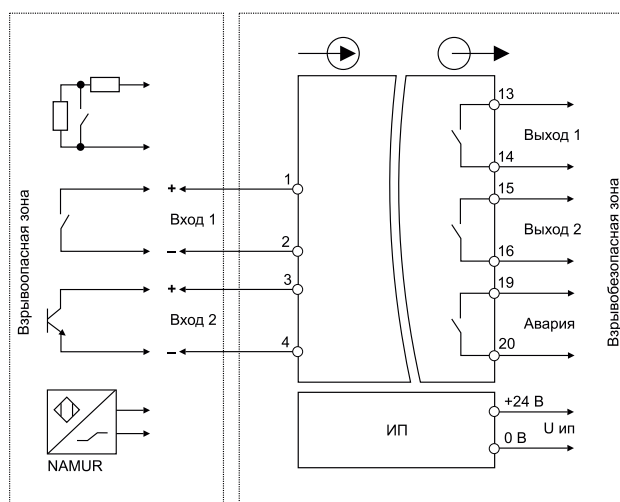 Взрывоопасная зона
NAMUR
+
Вход 1
–
+
Вход 2
–
1
2
3
4
13
Выход 1
14
15
Выход 2
16
19
Авария
20
ИП
+24 В
U ип
0 В
Взрывобезопасная зона